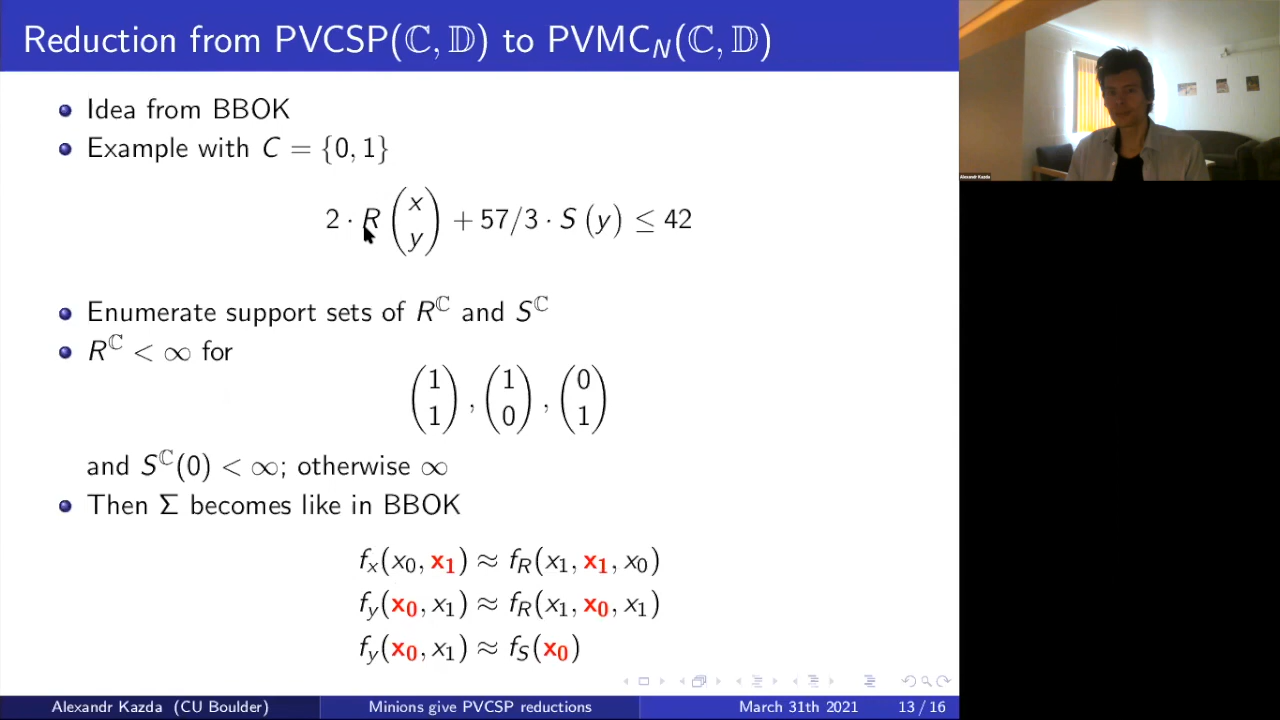 Reduction from PVCSP(ℂ, 𝔻) to PVMC_N(ℂ, 𝔻)
Idea from BBOK
Example with C = {0, 1}
2 · R (x y) + 57/3 · S (y) ≤ 42
Enumerate support sets of R^ℂ and S^ℂ
R^ℂ < ∞ for
(1 1), (1 0), (0 1)
and S^ℂ(0) < ∞; otherwise ∞
Then Σ becomes like in BBOK
f_x(x_0, x_1) ≈ f_R(x_1, x_1, x_0)
f_y(x_0, x_1) ≈ f_R(x_1, x_0, x_1)
f_y(x_0, x_1) ≈ f_S(x_0)
Alexandr Kazda (CU Boulder) Minions give PVCSP reductions March 31th 2021 13 / 16
Alexandr Kazda